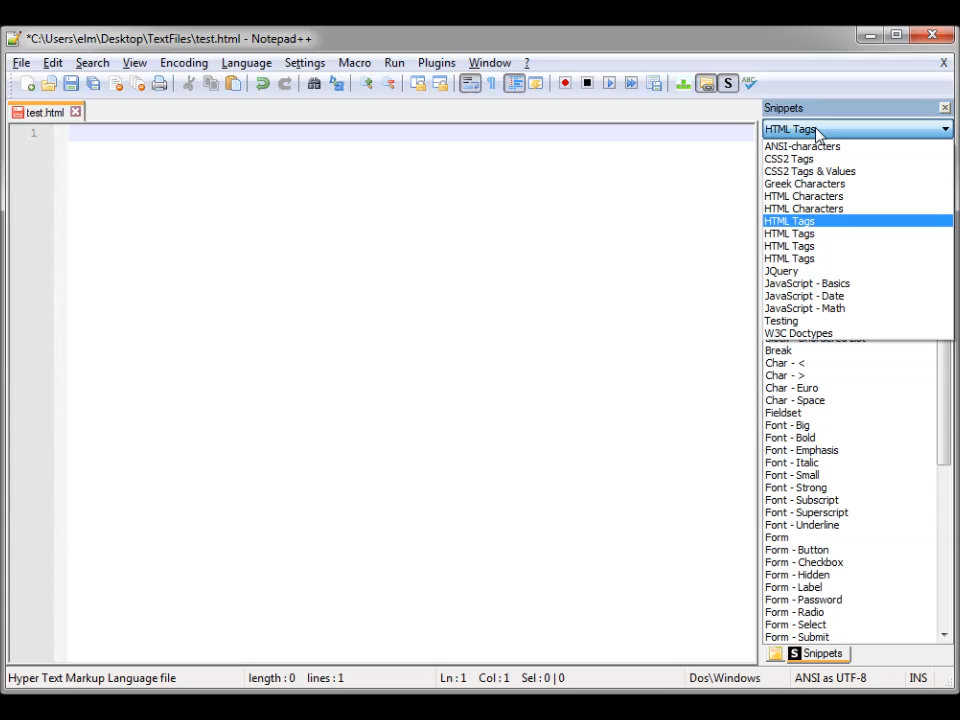 *C:\Users\elm\Desktop\TextFiles\test.html - Notepad++
File Edit Search View Encoding Language Settings Macro Run Plugins Window ? X
S ABC
test.html
Snippets
1
HTML Tags
ANSI-characters
CSS2 Tags
CSS2 Tags & Values
Greek Characters
HTML Characters
HTML Characters
HTML Tags
HTML Tags
HTML Tags
HTML Tags
JQuery
JavaScript - Basics
JavaScript - Date
JavaScript - Math
Testing
W3C Doctypes
Break
Char - <
Char - >
Char - Euro
Char - Space
Fieldset
Font - Big
Font - Bold
Font - Emphasis
Font - Italic
Font - Small
Font - Strong
Font - Subscript
Font - Superscript
Font - Underline
Form
Form - Button
Form - Checkbox
Form - Hidden
Form - Label
Form - Password
Form - Radio
Form - Select
Form - Submit
S Snippets
Hyper Text Markup Language file length : 0 lines : 1 Ln : 1 Col : 1 Sel : 0 | 0 Dos\Windows ANSI as UTF-8 INS